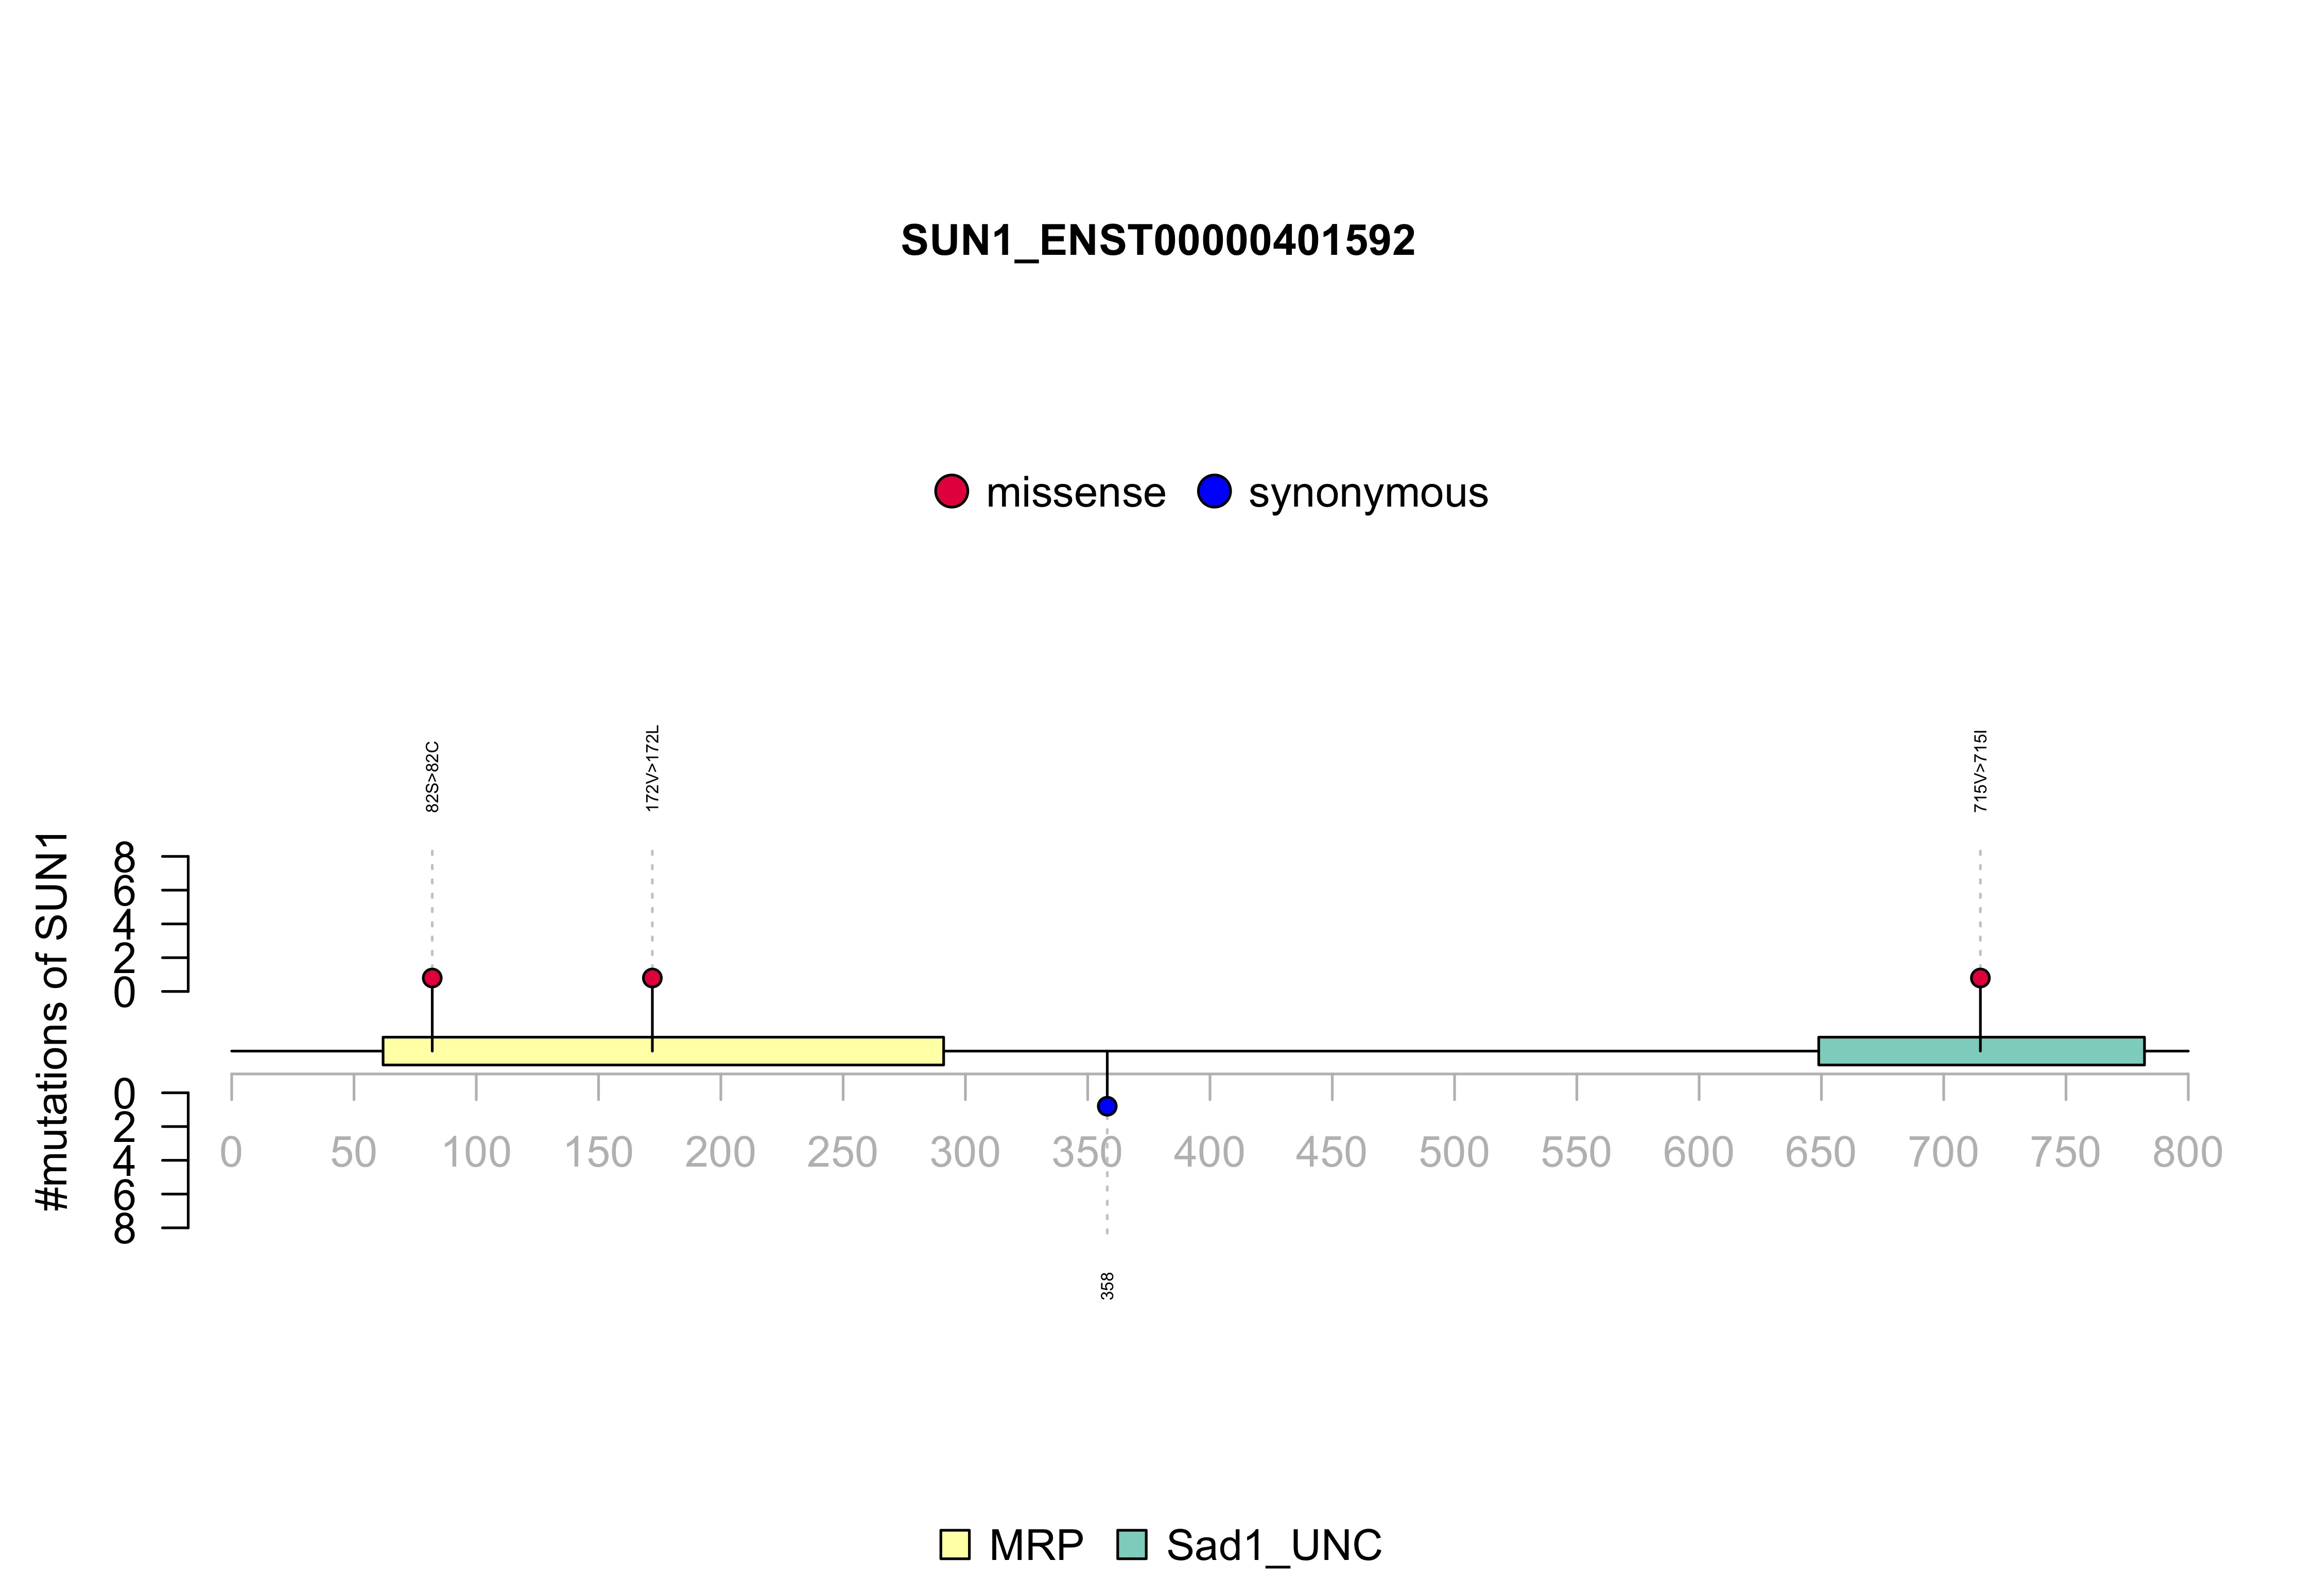 SUN1_ENST00000401592
missense synonymous
82S>82C 172V>172L 715V>715I
#mutations of SUN1
8
6
4
2
0
0
2
4
6
8
0 50 100 150 200 250 300 350 400 450 500 550 600 650 700 750 800
358
MRP Sad1_UNC